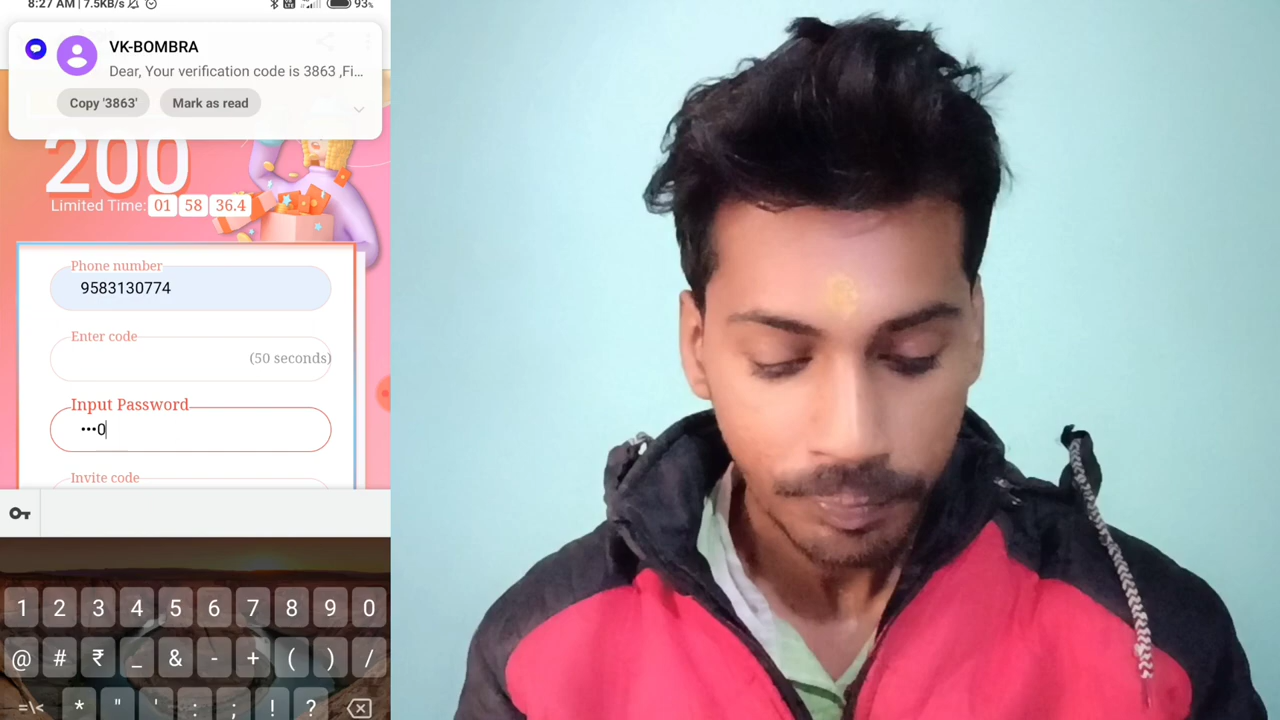 8:27 AM | 7.5KB/s
93%
VK-BOMBRA
Dear, Your verification code is 3863 ,Fi...
Copy '3863'
Mark as read
200
Limited Time: 01 58 36.4
Phone number
9583130774
Enter code
(50 seconds)
Input Password
•••0
Invite code
1 2 3 4 5 6 7 8 9 0
@ # ₹ _ & - + ( ) /
=\< * " ' : ; ! ?